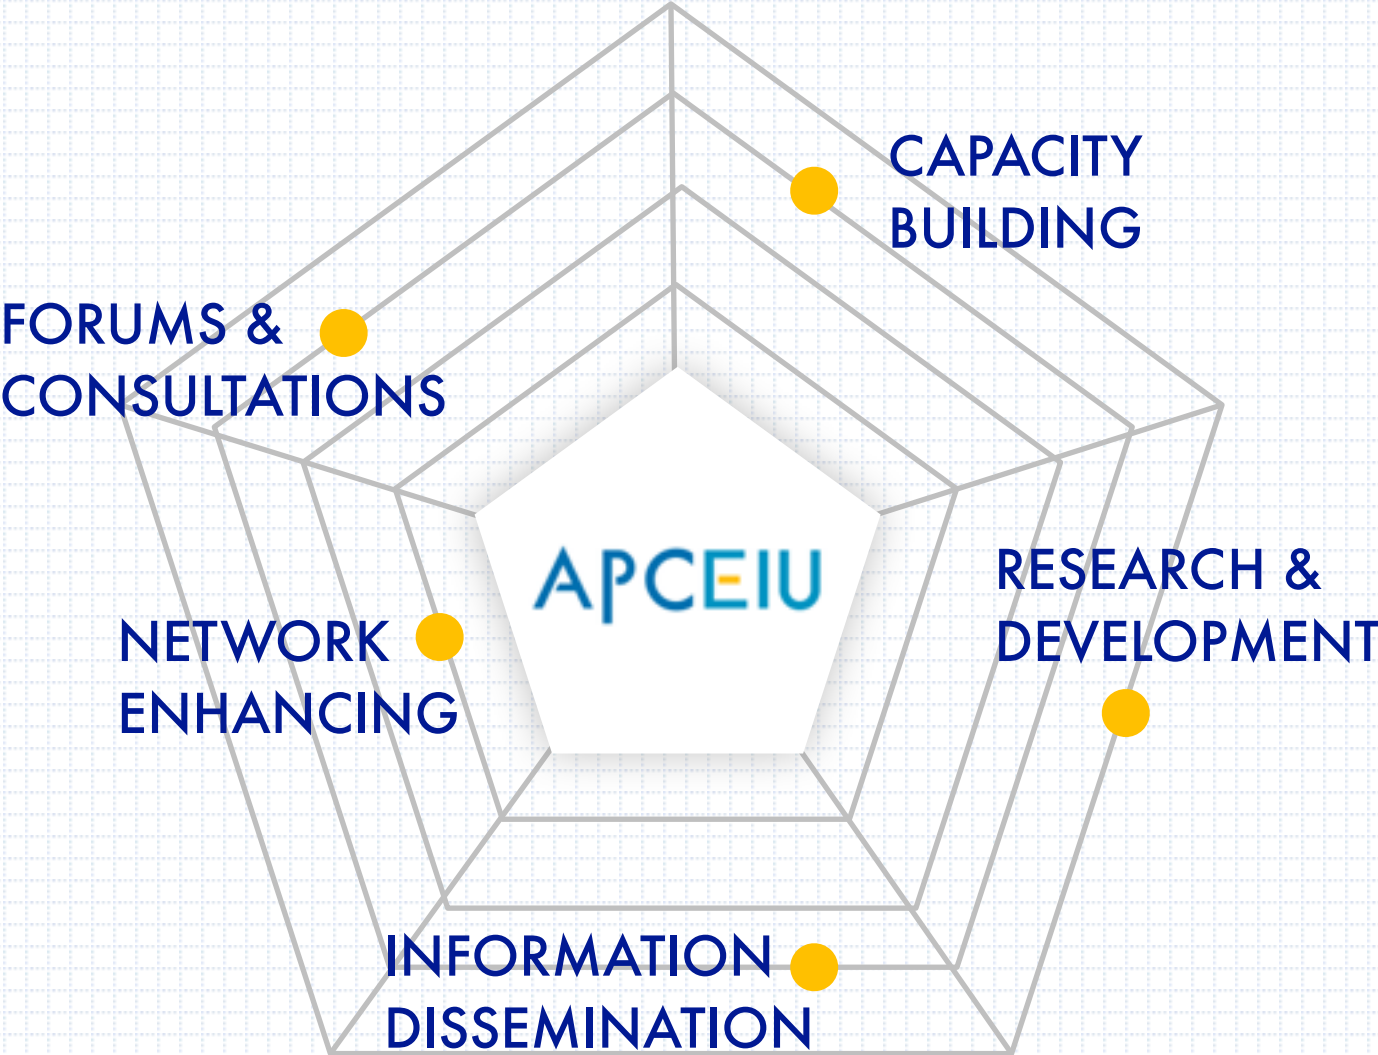 CAPACITY
BUILDING
FORUMS &
CONSULTATIONS
APCEIU
RESEARCH &
DEVELOPMENT
NETWORK
ENHANCING
INFORMATION
DISSEMINATION